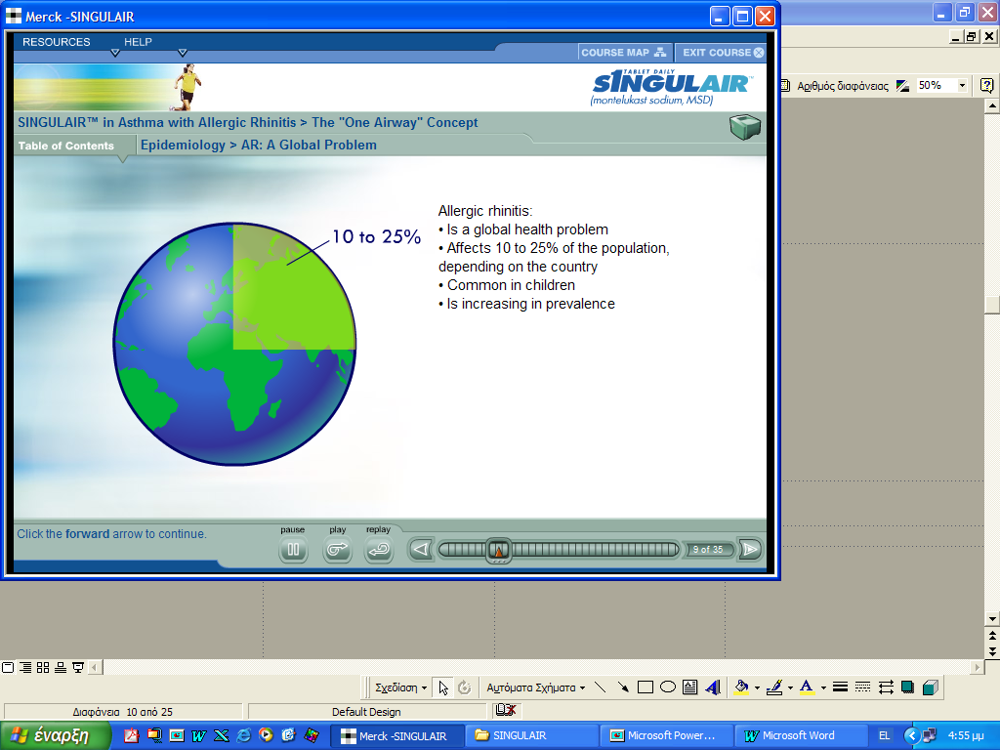 Merck -SINGULAIR
RESOURCES HELP
COURSE MAP EXIT COURSE
TABLET DAILY
SINGULAIR™
(montelukast sodium, MSD)
SINGULAIR™ in Asthma with Allergic Rhinitis > The "One Airway" Concept
Table of Contents
Epidemiology > AR: A Global Problem
10 to 25%
Allergic rhinitis:
• Is a global health problem
• Affects 10 to 25% of the population,
depending on the country
• Common in children
• Is increasing in prevalence
Click the forward arrow to continue.
pause play replay
9 of 35
Αριθμός διαφάνειας 50%
Σχεδίαση Αυτόματα Σχήματα
Διαφάνεια 10 από 25 Default Design
έναρξη Merck -SINGULAIR SINGULAIR Microsoft Power... Microsoft Word EL 4:55 μμ